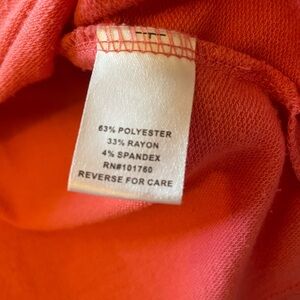 63% POLYESTER
33% RAYON
4% SPANDEX
RN#101760
REVERSE FOR CARE